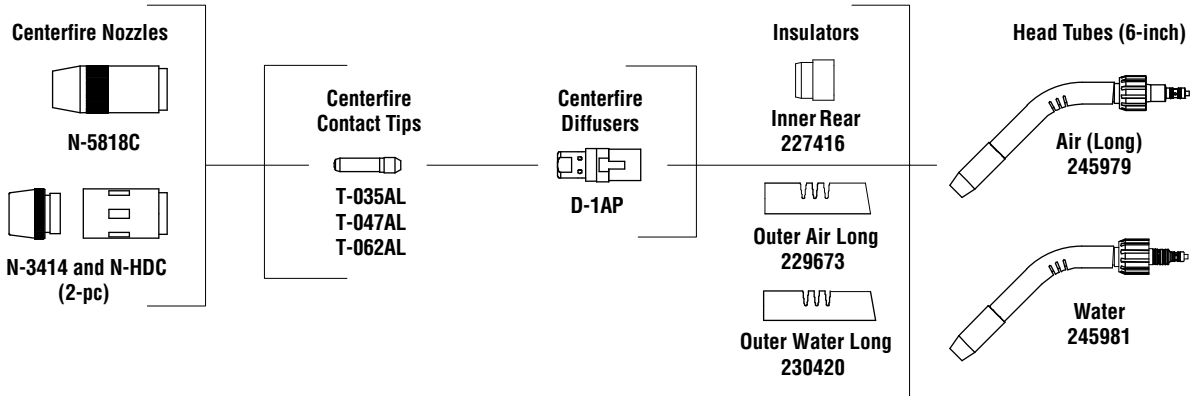 Centerfire Nozzles
N-5818C
N-3414 and N-HDC
(2-pc)
Centerfire
Contact Tips
T-035AL
T-047AL
T-062AL
Centerfire
Diffusers
D-1AP
Insulators
Inner Rear
227416
Outer Air Long
229673
Outer Water Long
230420
Head Tubes (6-inch)
Air (Long)
245979
Water
245981